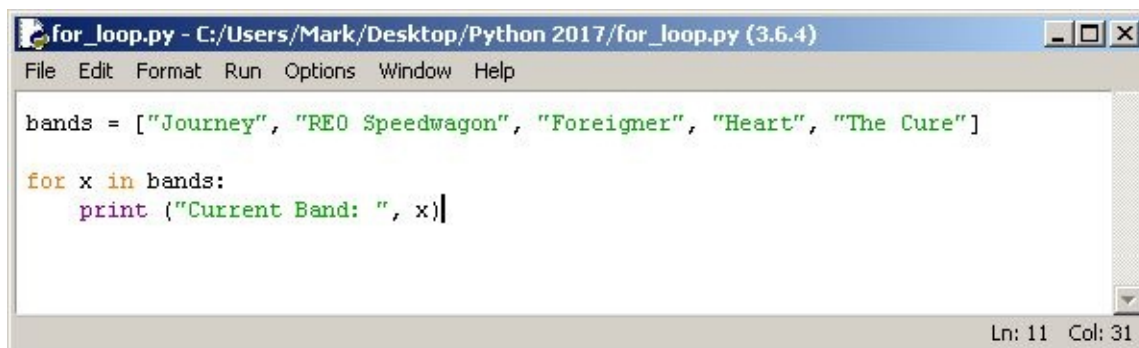 for_loop.py - C:/Users/Mark/Desktop/Python 2017/for_loop.py (3.6.4)
File Edit Format Run Options Window Help
bands = ["Journey", "REO Speedwagon", "Foreigner", "Heart", "The Cure"]
for x in bands:
    print ("Current Band: ", x)
Ln: 11 Col: 31